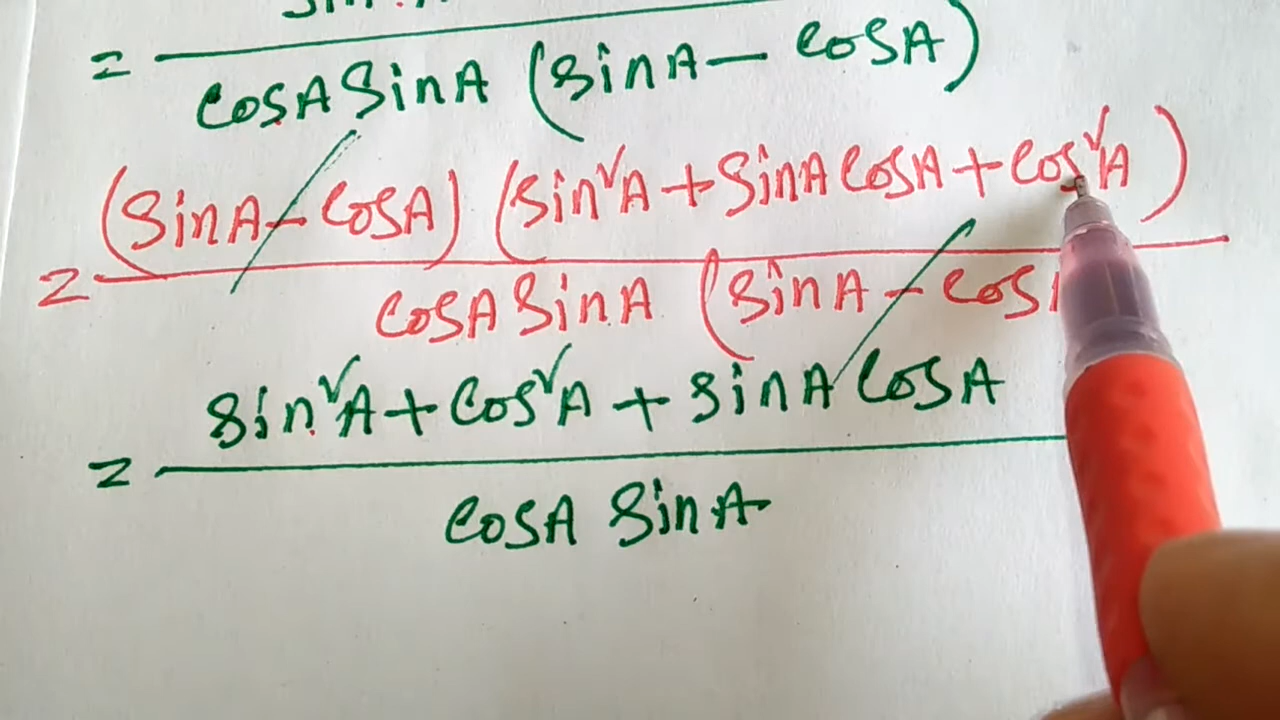 =
cosA sinA (sinA - cosA)
= (sinA - cosA) (sin²A + sinA cosA + cos²A)
cosA sinA (sinA - cos
= sin²A + cos²A + sinA cosA
cosA sinA